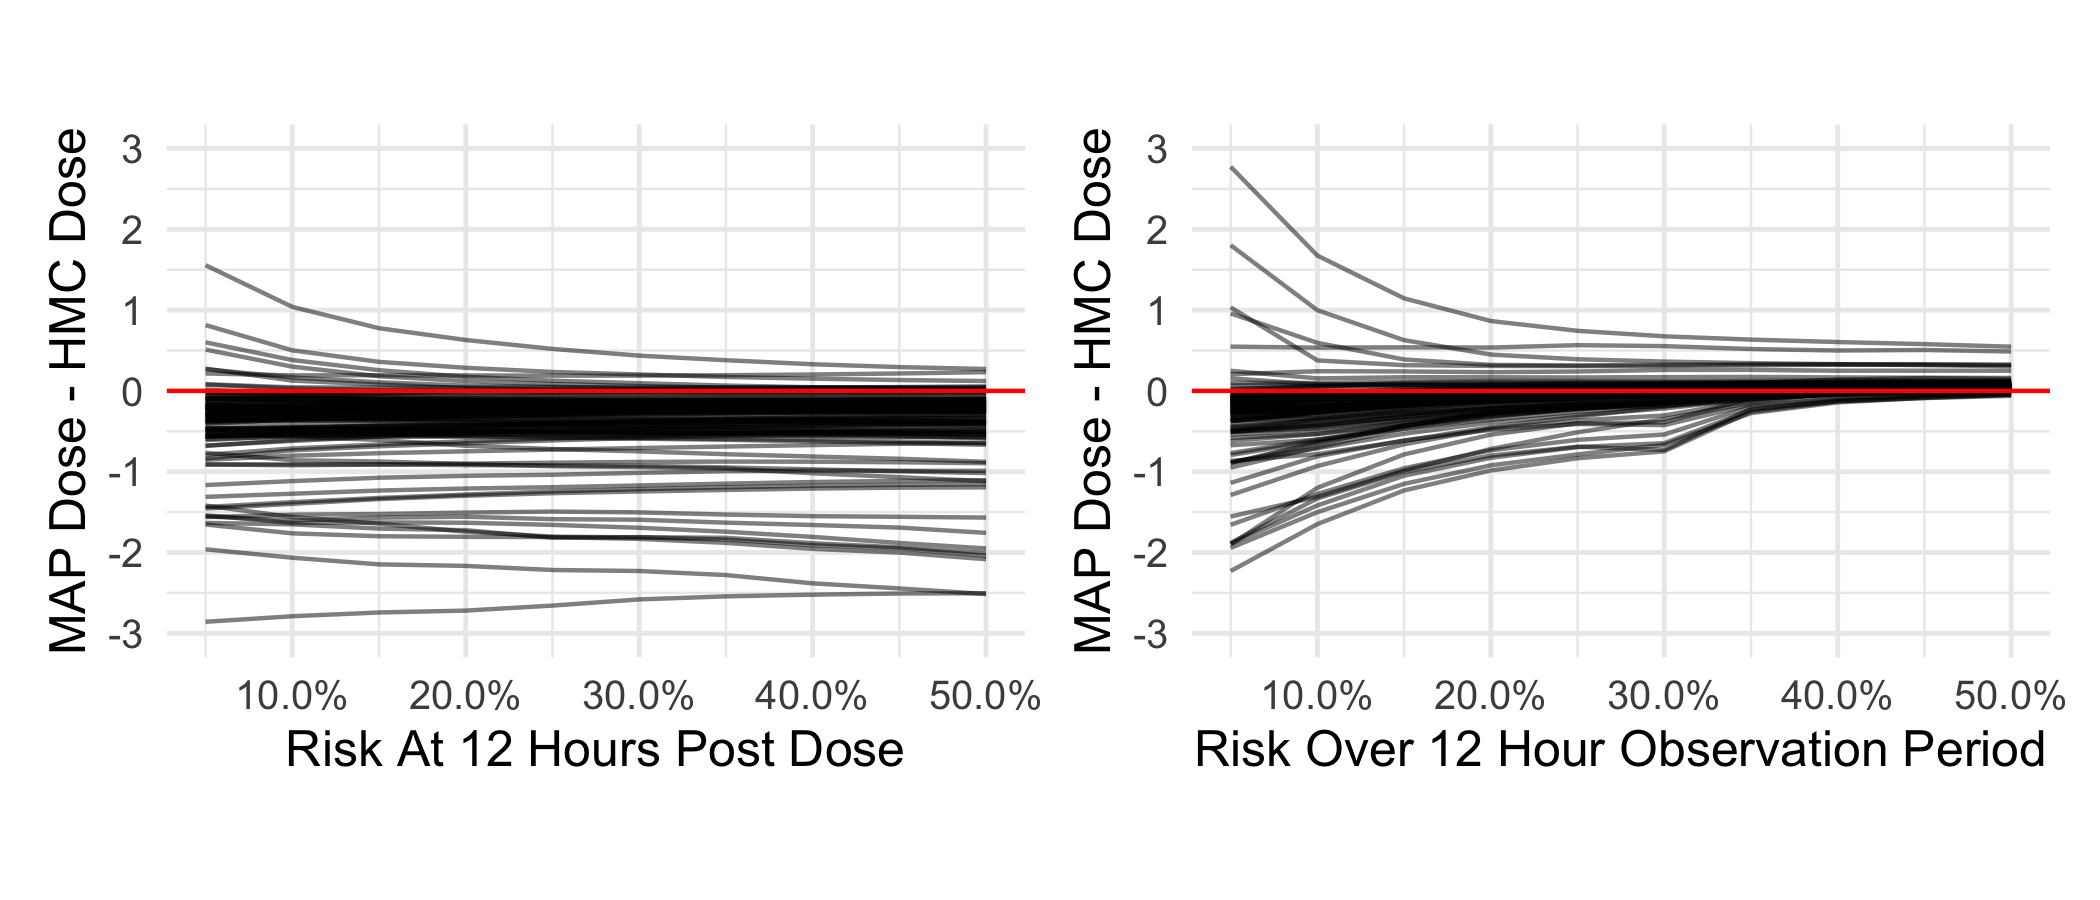 MAP Dose - HMC Dose
3
2
1
0
-1
-2
-3
10.0% 20.0% 30.0% 40.0% 50.0%
Risk At 12 Hours Post Dose
MAP Dose - HMC Dose
3
2
1
0
-1
-2
-3
10.0% 20.0% 30.0% 40.0% 50.0%
Risk Over 12 Hour Observation Period